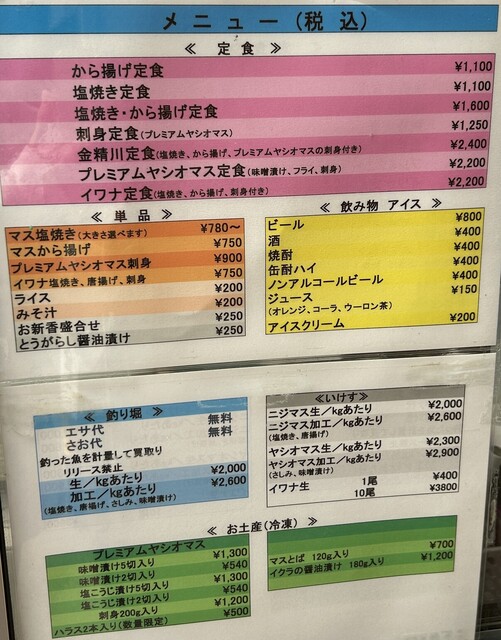 メニュー（税込）
≪ 定食 ≫
から揚げ定食 ¥1,100
塩焼き定食 ¥1,100
塩焼き・から揚げ定食 ¥1,600
刺身定食(プレミアムヤシオマス) ¥1,250
金精川定食(塩焼き、から揚げ、プレミアムヤシオマスの刺身付き) ¥2,400
プレミアムヤシオマス定食(味噌漬け、フライ、刺身) ¥2,200
イワナ定食(塩焼き、から揚げ、刺身付き) ¥2,200
≪ 単品 ≫
マス塩焼き(大きさ選べます) ¥780～
マスから揚げ ¥750
プレミアムヤシオマス刺身 ¥900
イワナ塩焼き、唐揚げ、刺身 ¥750
ライス ¥200
みそ汁 ¥200
お新香盛合せ ¥250
とうがらし醤油漬け ¥250
≪ 飲み物 アイス ≫
ビール ¥800
酒 ¥400
焼酎 ¥400
缶酎ハイ ¥400
ノンアルコールビール ¥400
ジュース ¥150
(オレンジ、コーラ、ウーロン茶)
アイスクリーム ¥200
≪ 釣り堀 ≫
エサ代 無料
さお代 無料
釣った魚を計量して買取り
リリース禁止
生／kgあたり ¥2,000
加工／kgあたり ¥2,600
(塩焼き、唐揚げ、さしみ、味噌漬け)
≪いけす≫
ニジマス生／kgあたり ¥2,000
ニジマス加工／kgあたり ¥2,600
(塩焼き、唐揚げ)
ヤシオマス生／kgあたり ¥2,300
ヤシオマス加工／kgあたり ¥2,900
(さしみ、味噌漬け)
イワナ生 1尾 ¥400
10尾 ¥3800
≪ お土産(冷凍) ≫
プレミアムヤシオマス
味噌漬け5切入り ¥1,300
味噌漬け2切入り ¥540
塩こうじ漬け5切入り ¥1,300
塩こうじ漬け2切入り ¥540
刺身200g入り ¥1,200
ハラス2本入り(数量限定) ¥500
マスとば 120g入り ¥700
イクラの醤油漬け 180g入り ¥1,200